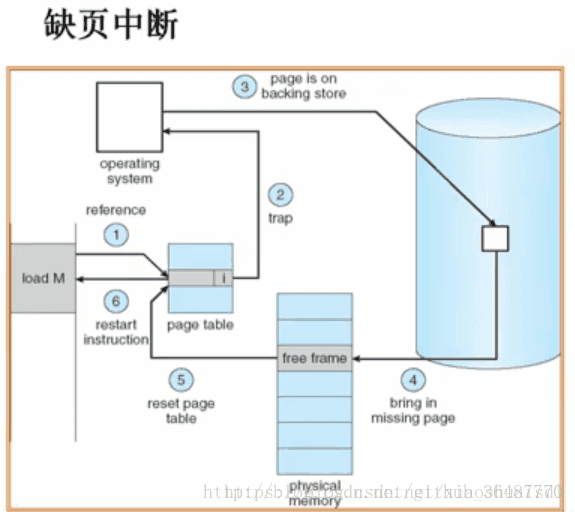 缺页中断
3
page is on
backing store
operating
system
2
trap
reference
1
load M
i
6
restart
instruction
page table
free frame
5
reset page
table
4
bring in
missing page
physical
memory